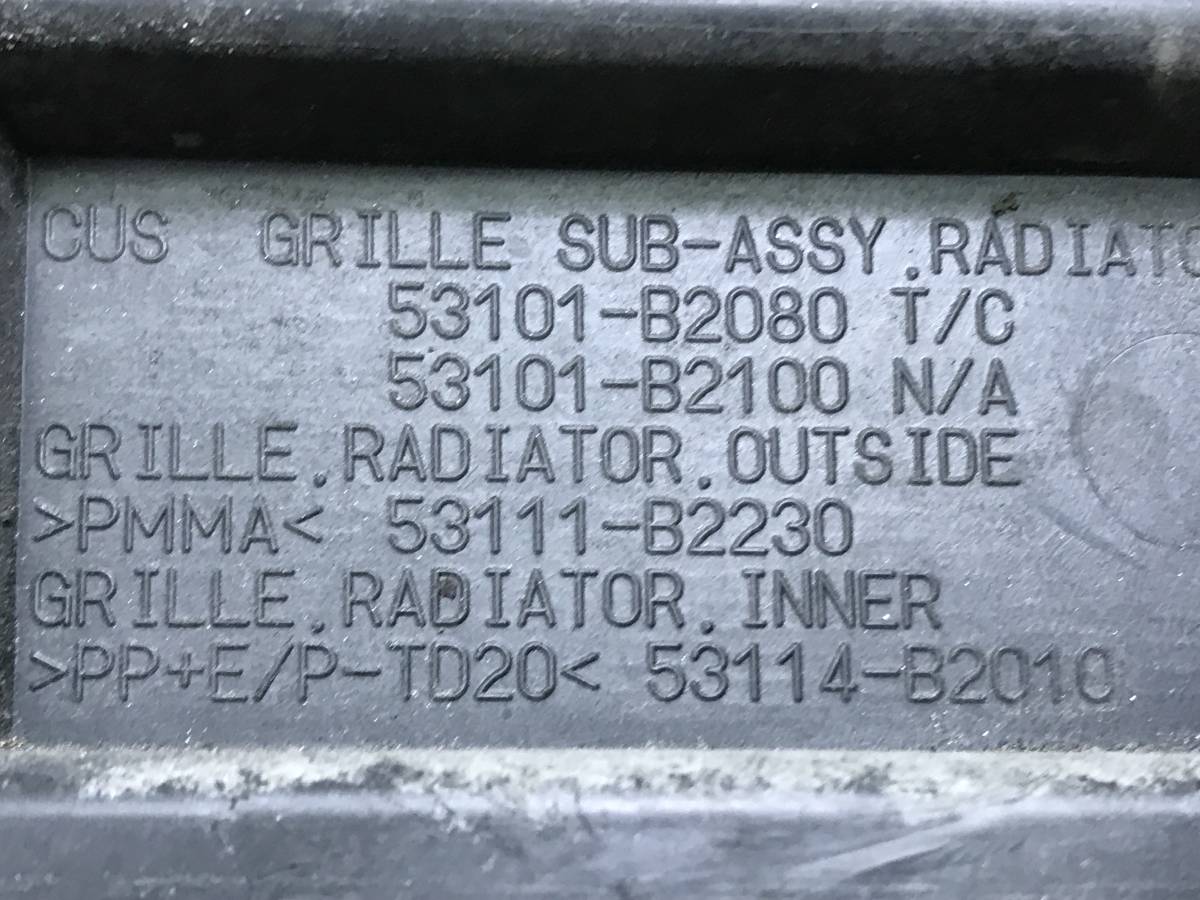 CUS GRILLE SUB-ASSY.RADIATO
53101-B2080 T/C
53101-B2100 N/A
GRILLE.RADIATOR.OUTSIDE
>PMMA< 53111-B2230
GRILLE.RADIATOR.INNER
>PP+E/P-TD20< 53114-B2010